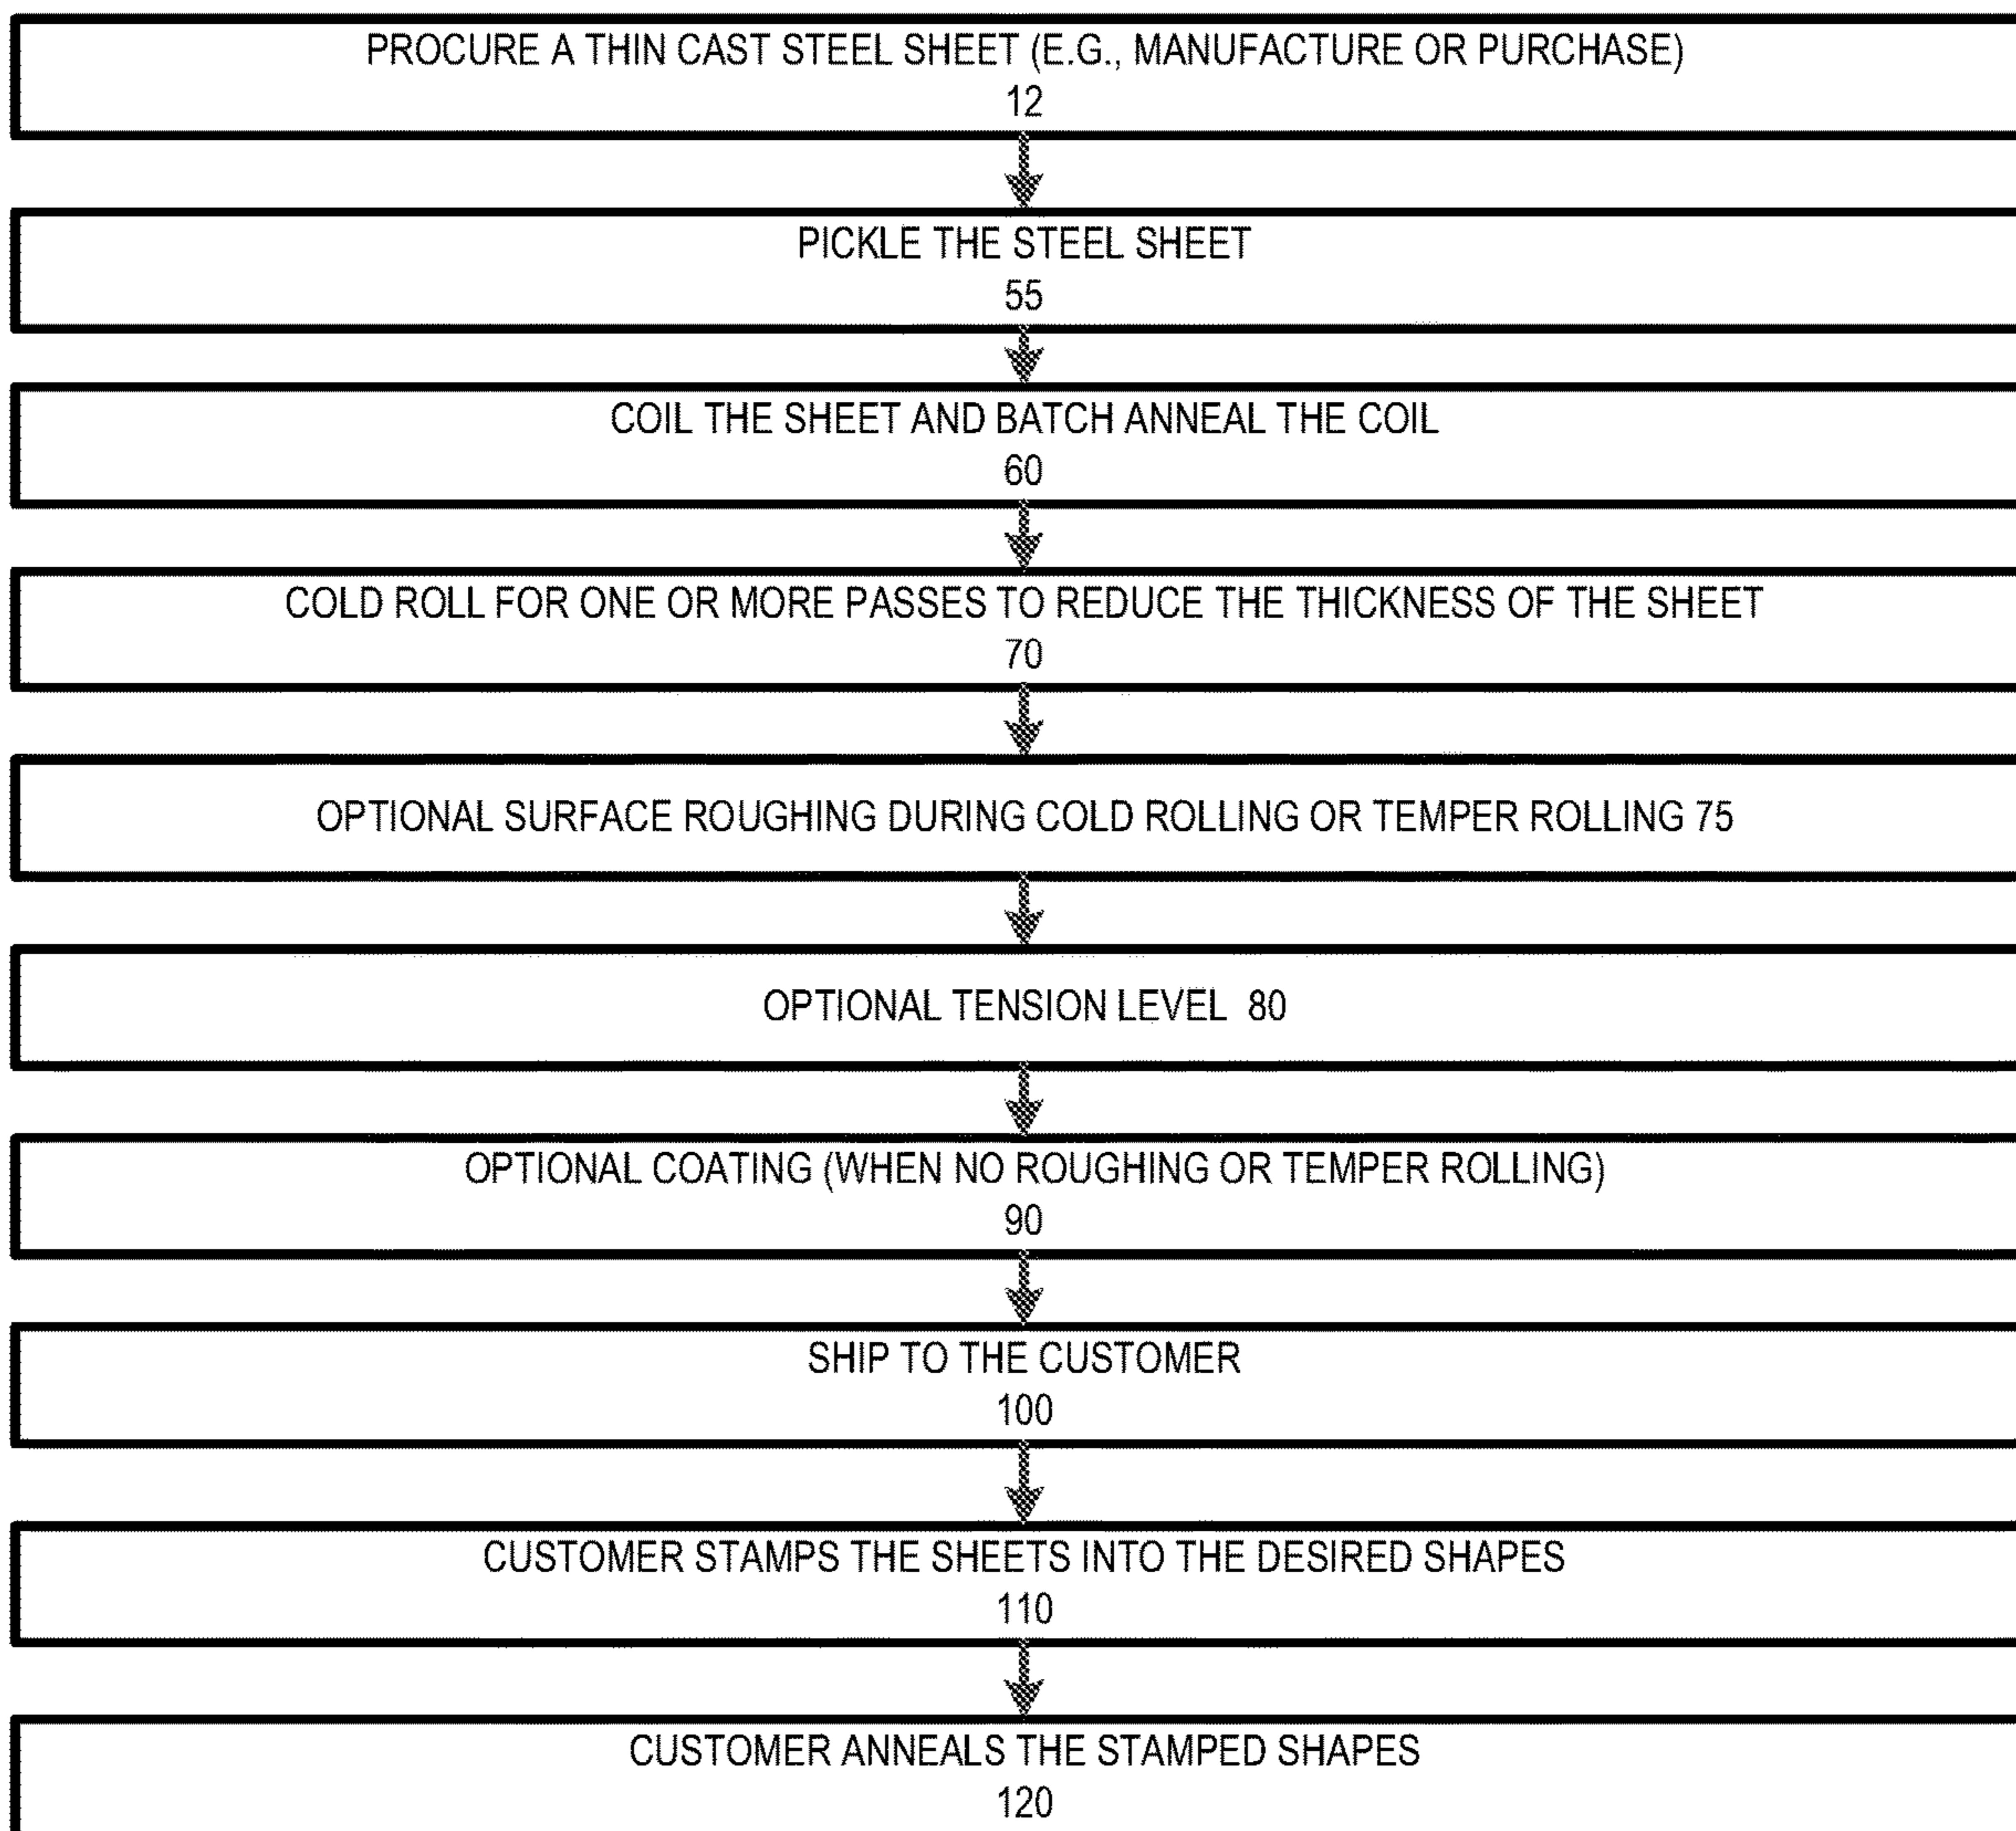 PROCURE A THIN CAST STEEL SHEET (E.G., MANUFACTURE OR PURCHASE)
12
PICKLE THE STEEL SHEET
55
COIL THE SHEET AND BATCH ANNEAL THE COIL
60
COLD ROLL FOR ONE OR MORE PASSES TO REDUCE THE THICKNESS OF THE SHEET
70
OPTIONAL SURFACE ROUGHING DURING COLD ROLLING OR TEMPER ROLLING 75
OPTIONAL TENSION LEVEL 80
OPTIONAL COATING (WHEN NO ROUGHING OR TEMPER ROLLING)
90
SHIP TO THE CUSTOMER
100
CUSTOMER STAMPS THE SHEETS INTO THE DESIRED SHAPES
110
CUSTOMER ANNEALS THE STAMPED SHAPES
120